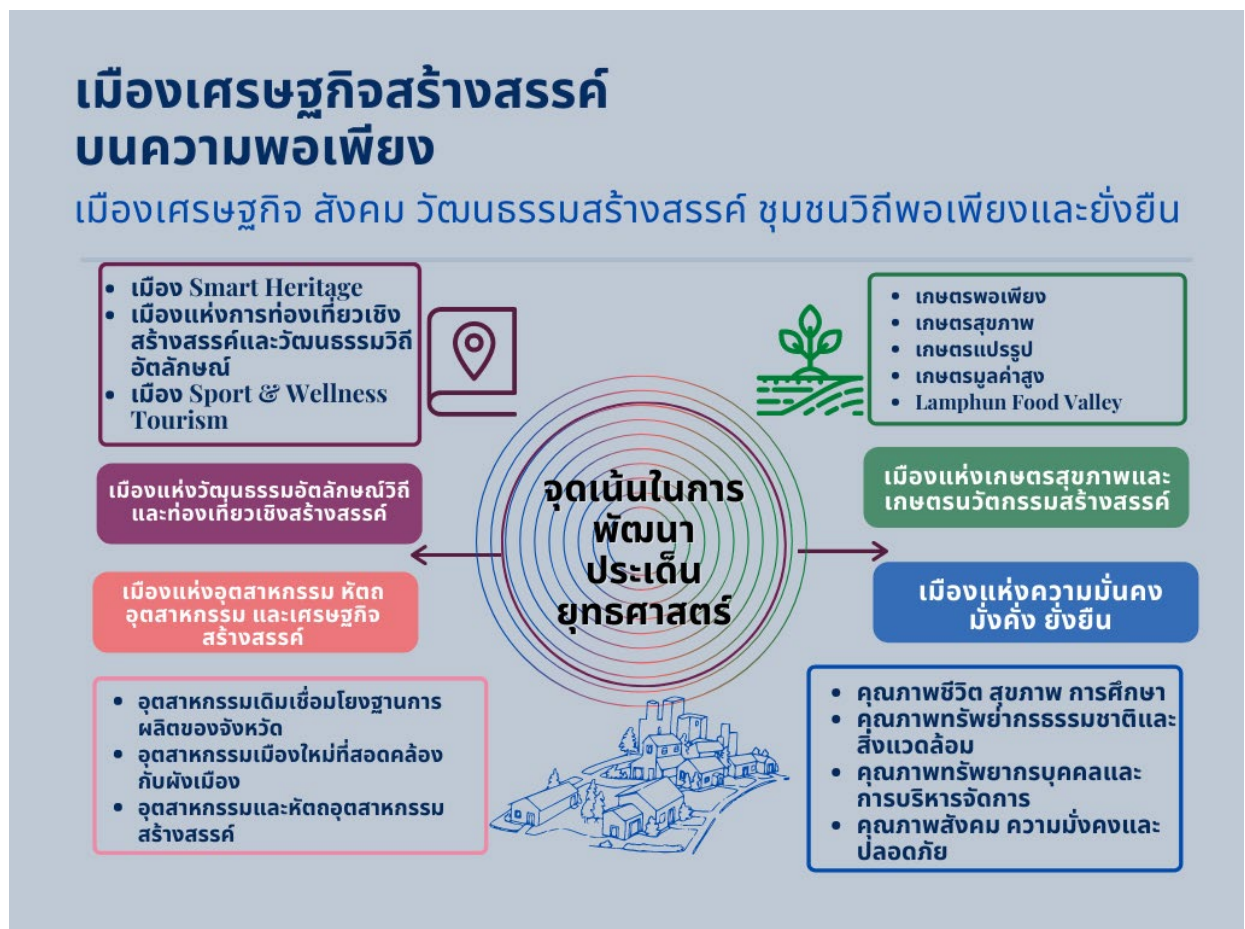 เมืองเศรษฐกิจสร้างสรรค์
บนความพอเพียง
เมืองเศรษฐกิจ สังคม วัฒนธรรมสร้างสรรค์ ชุมชนวิถีพอเพียงและยั่งยืน
• เมือง Smart Heritage
• เมืองแห่งการท่องเที่ยวเชิง
สร้างสรรค์และวัฒนธรรมวิถี
อัตลักษณ์
• เมือง Sport & Wellness
Tourism
• เกษตรพอเพียง
• เกษตรสุขภาพ
• เกษตรแปรรูป
• เกษตรมูลค่าสูง
• Lamphun Food Valley
เมืองแห่งวัฒนธรรมอัตลักษณ์วิถี
และท่องเที่ยวเชิงสร้างสรรค์
เมืองแห่งเกษตรสุขภาพและ
เกษตรนวัตกรรมสร้างสรรค์
จุดเน้นในการ
พัฒนา
ประเด็น
ยุทธศาสตร์
เมืองแห่งอุตสาหกรรม หัตถ
อุตสาหกรรม และเศรษฐกิจ
สร้างสรรค์
เมืองแห่งความมั่นคง
มั่งคั่ง ยั่งยืน
• อุตสาหกรรมเดิมเชื่อมโยงฐานการ
ผลิตของจังหวัด
• อุตสาหกรรมเมืองใหม่ที่สอดคล้อง
กับผังเมือง
• อุตสาหกรรมและหัตถอุตสาหกรรม
สร้างสรรค์
• คุณภาพชีวิต สุขภาพ การศึกษา
• คุณภาพทรัพยากรธรรมชาติและ
สิ่งแวดล้อม
• คุณภาพทรัพยากรบุคคลและ
การบริหารจัดการ
• คุณภาพสังคม ความมั่นคงและ
ปลอดภัย